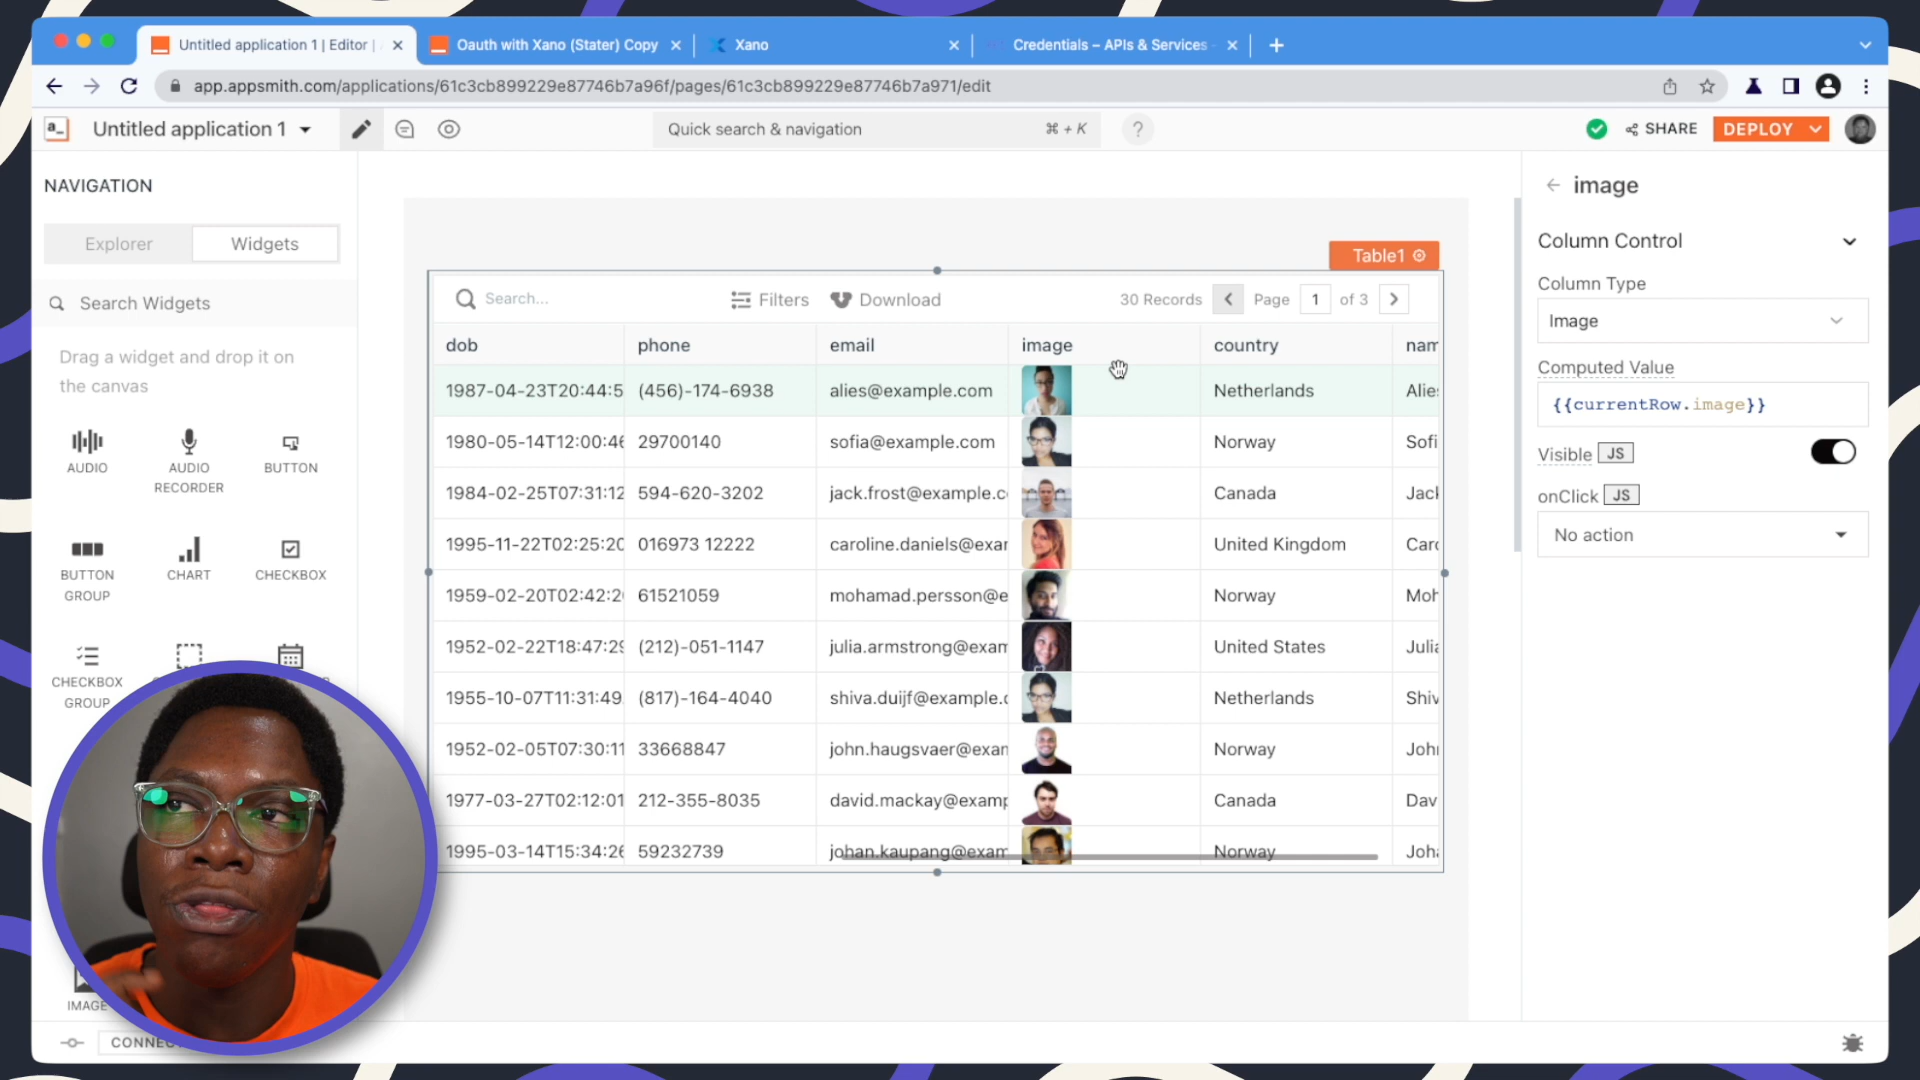 Untitled application 1 | Editor |
Oauth with Xano (Stater) Copy
Xano
Credentials – APIs & Services
app.appsmith.com/applications/61c3cb899229e87746b7a96f/pages/61c3cb899229e87746b7a971/edit
a_
Untitled application 1
Quick search & navigation
⌘ + K
?
SHARE
DEPLOY
NAVIGATION
Explorer
Widgets
Search Widgets
Drag a widget and drop it on
the canvas
AUDIO
AUDIO
RECORDER
BUTTON
BUTTON
GROUP
CHART
CHECKBOX
CHECKBOX
GROUP
IMAGE
Table1
Search...
Filters
Download
30 Records
Page
1
of 3
dob phone email image country nam
1987-04-23T20:44:5 (456)-174-6938 alies@example.com Netherlands Alie
1980-05-14T12:00:46 29700140 sofia@example.com Norway Sofi
1984-02-25T07:31:12 594-620-3202 jack.frost@example.c Canada Jack
1995-11-22T02:25:20 016973 12222 caroline.daniels@exar United Kingdom Caro
1959-02-20T02:42:2 61521059 mohamad.persson@e Norway Moh
1952-02-22T18:47:29 (212)-051-1147 julia.armstrong@exam United States Julia
1955-10-07T11:31:49 (817)-164-4040 shiva.duijf@example.c Netherlands Shiv
1952-02-05T07:30:11 33668847 john.haugsvaer@exan Norway John
1977-03-27T02:12:01 212-355-8035 david.mackay@examp Canada Dav
1995-03-14T15:34:26 59232739 johan.kaupang@exam Norway Joha
image
Column Control
Column Type
Image
Computed Value
{{currentRow.image}}
Visible JS
onClick JS
No action